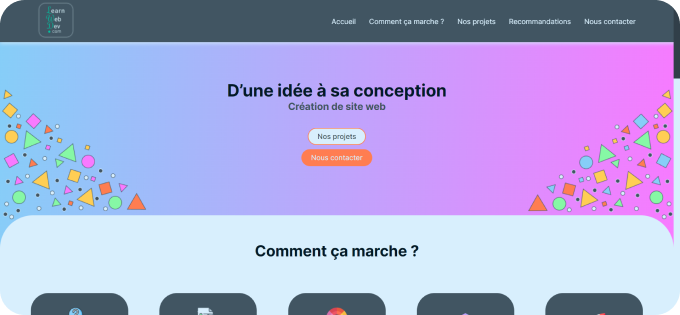 Learn
Web
Dev
.com
Accueil
Comment ça marche ?
Nos projets
Recommandations
Nous contacter
D’une idée à sa conception
Création de site web
Nos projets
Nous contacter
Comment ça marche ?